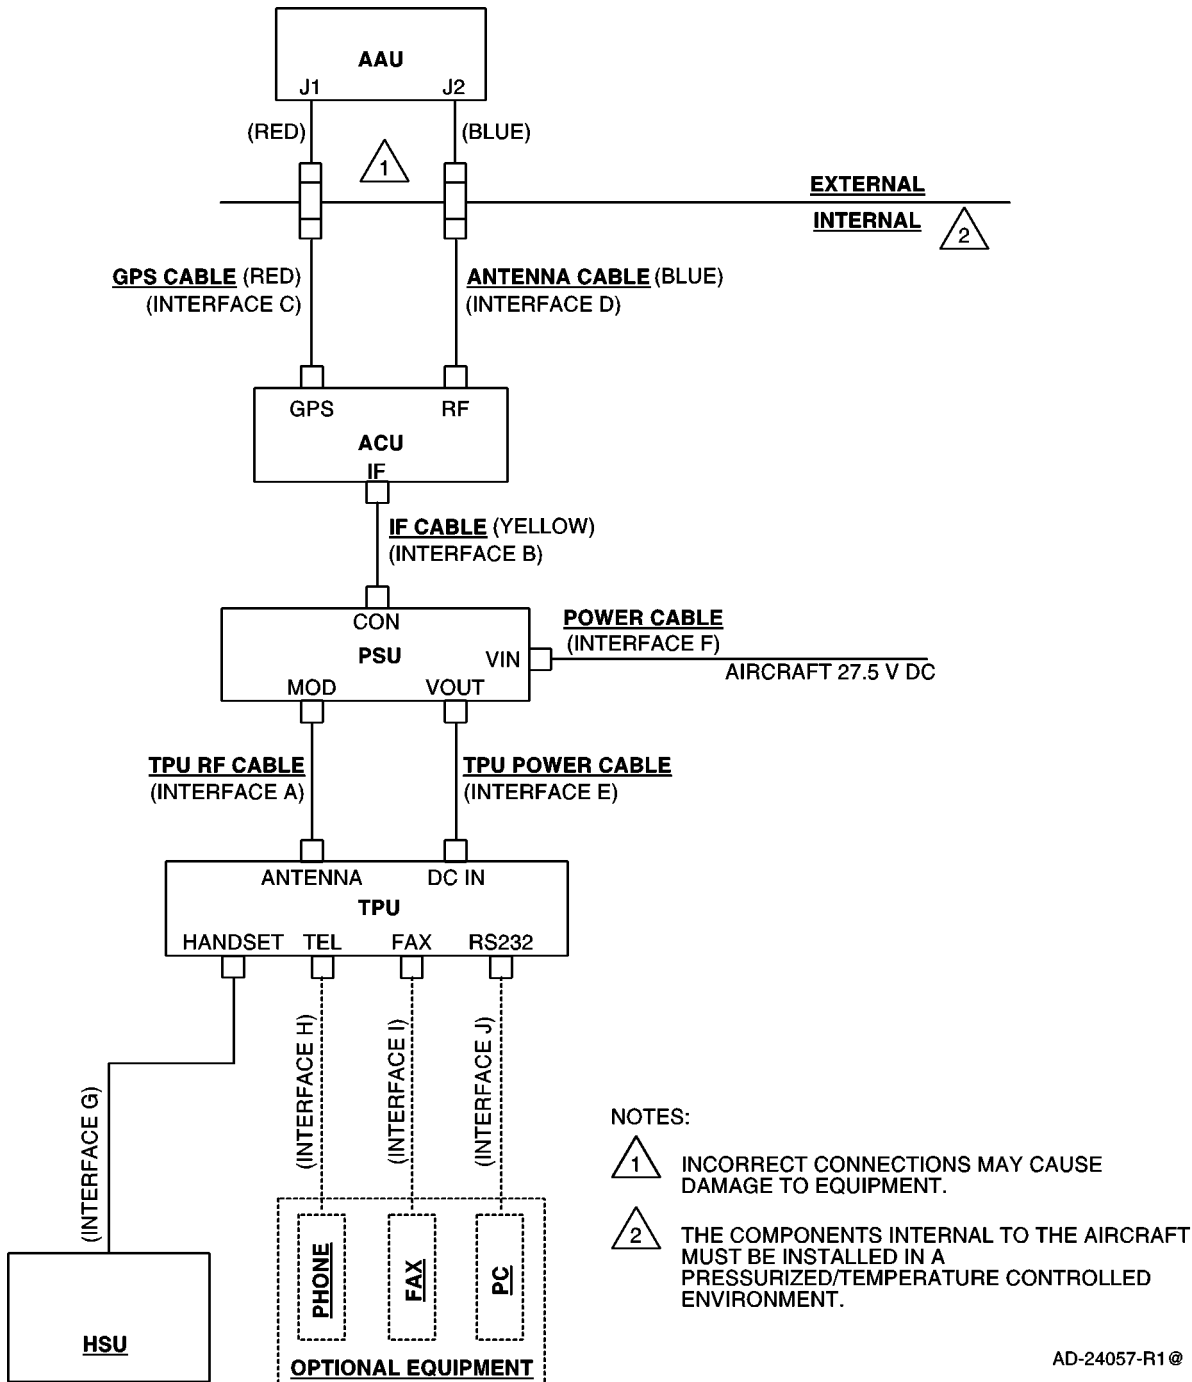 AAU
J1
J2
(RED)
(BLUE)
1
EXTERNAL
INTERNAL
2
GPS CABLE (RED)
(INTERFACE C)
ANTENNA CABLE (BLUE)
(INTERFACE D)
GPS
RF
ACU
IF
IF CABLE (YELLOW)
(INTERFACE B)
CON
PSU
VIN
MOD
VOUT
POWER CABLE
(INTERFACE F)
AIRCRAFT 27.5 V DC
TPU RF CABLE
(INTERFACE A)
TPU POWER CABLE
(INTERFACE E)
ANTENNA
DC IN
TPU
HANDSET
TEL
FAX
RS232
(INTERFACE G)
(INTERFACE H)
(INTERFACE I)
(INTERFACE J)
HSU
PHONE
FAX
PC
OPTIONAL EQUIPMENT
NOTES:
1 INCORRECT CONNECTIONS MAY CAUSE
DAMAGE TO EQUIPMENT.
2 THE COMPONENTS INTERNAL TO THE AIRCRAFT
MUST BE INSTALLED IN A
PRESSURIZED/TEMPERATURE CONTROLLED
ENVIRONMENT.
AD-24057-R1@